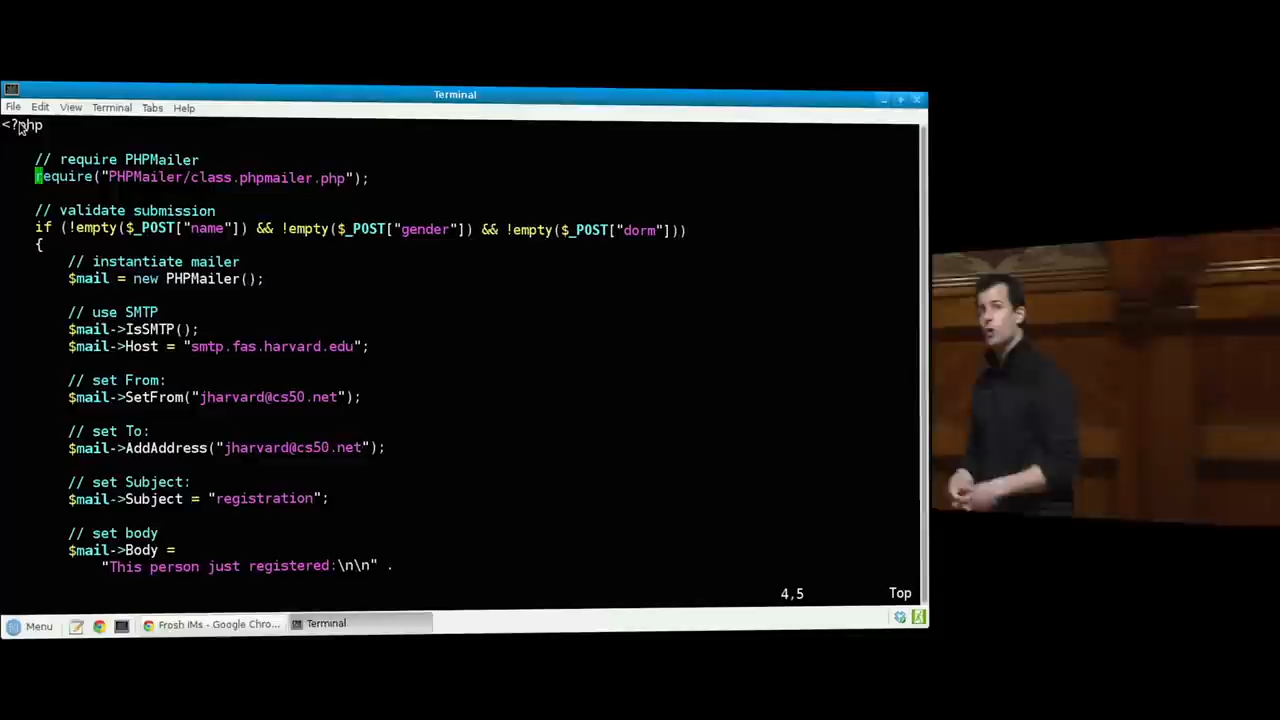 Terminal
File Edit View Terminal Tabs Help
<?php
// require PHPMailer
require("PHPMailer/class.phpmailer.php");
// validate submission
if (!empty($_POST["name"]) && !empty($_POST["gender"]) && !empty($_POST["dorm"]))
{
// instantiate mailer
$mail = new PHPMailer();
// use SMTP
$mail->IsSMTP();
$mail->Host = "smtp.fas.harvard.edu";
// set From:
$mail->SetFrom("jharvard@cs50.net");
// set To:
$mail->AddAddress("jharvard@cs50.net");
// set Subject:
$mail->Subject = "registration";
// set body
$mail->Body =
"This person just registered:\n\n" .
4,5 Top
Menu Frosh IMs - Google Chro... Terminal